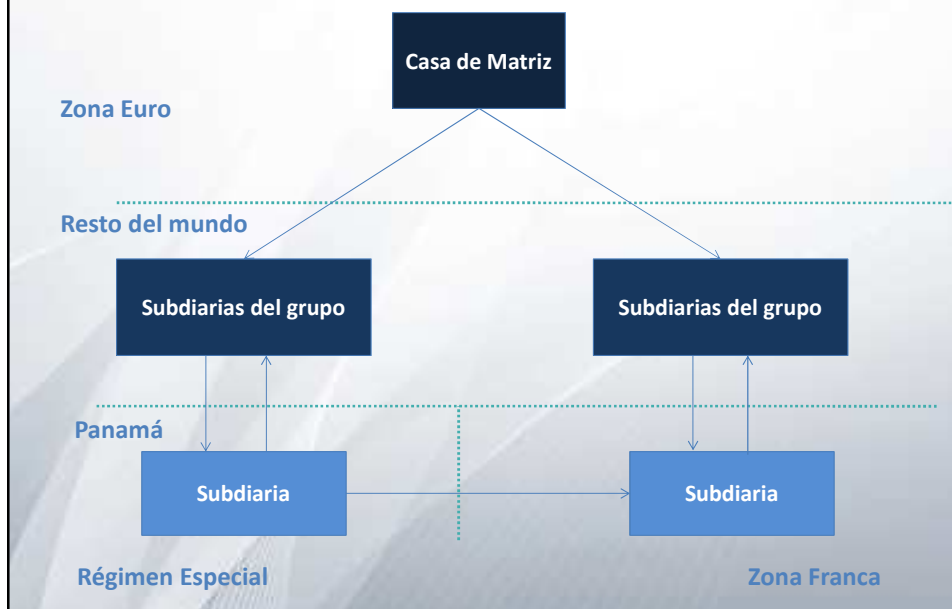 Casa de Matriz
Zona Euro
Resto del mundo
Subdiarias del grupo
Subdiarias del grupo
Panamá
Subdiaria
Subdiaria
Régimen Especial
Zona Franca